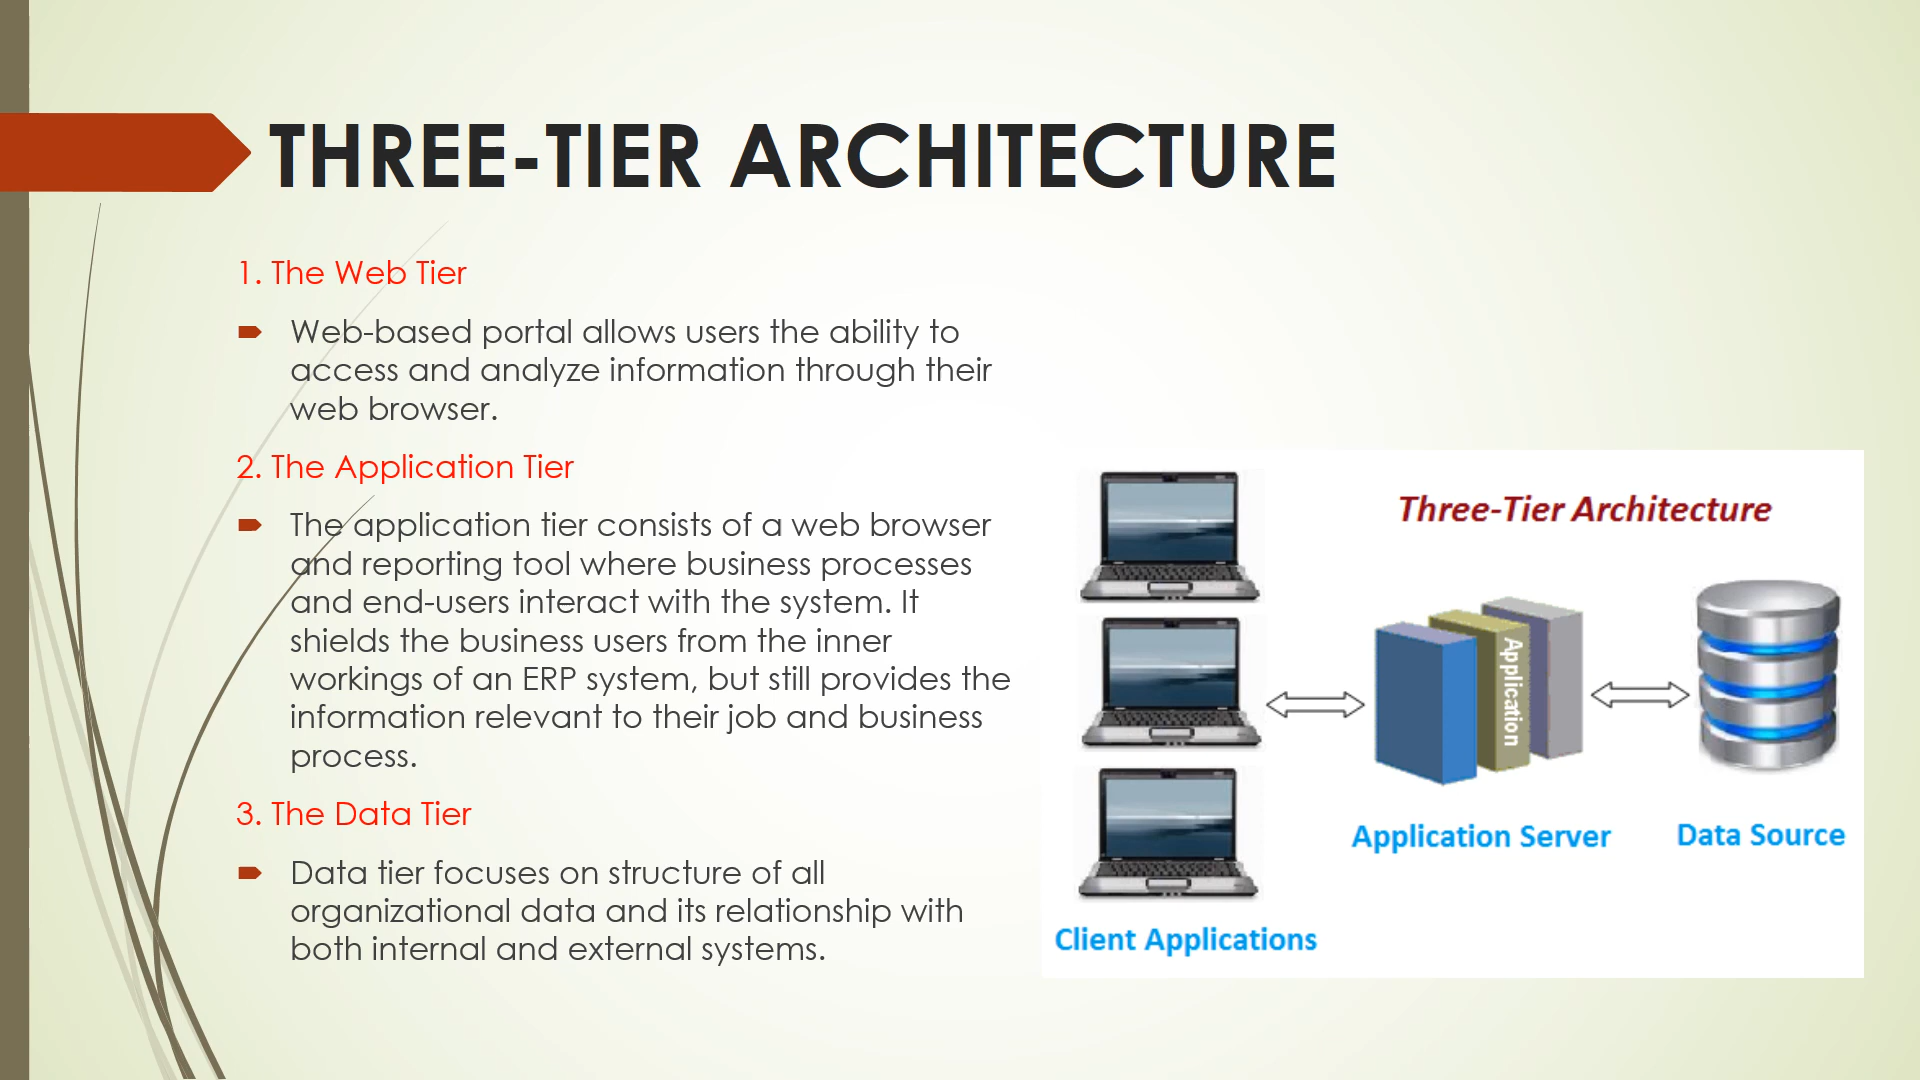 THREE-TIER ARCHITECTURE
1. The Web Tier
Web-based portal allows users the ability to
access and analyze information through their
web browser.
2. The Application Tier
The application tier consists of a web browser
and reporting tool where business processes
and end-users interact with the system. It
shields the business users from the inner
workings of an ERP system, but still provides the
information relevant to their job and business
process.
3. The Data Tier
Data tier focuses on structure of all
organizational data and its relationship with
both internal and external systems.
Three-Tier Architecture
Application
Application Server
Data Source
Client Applications